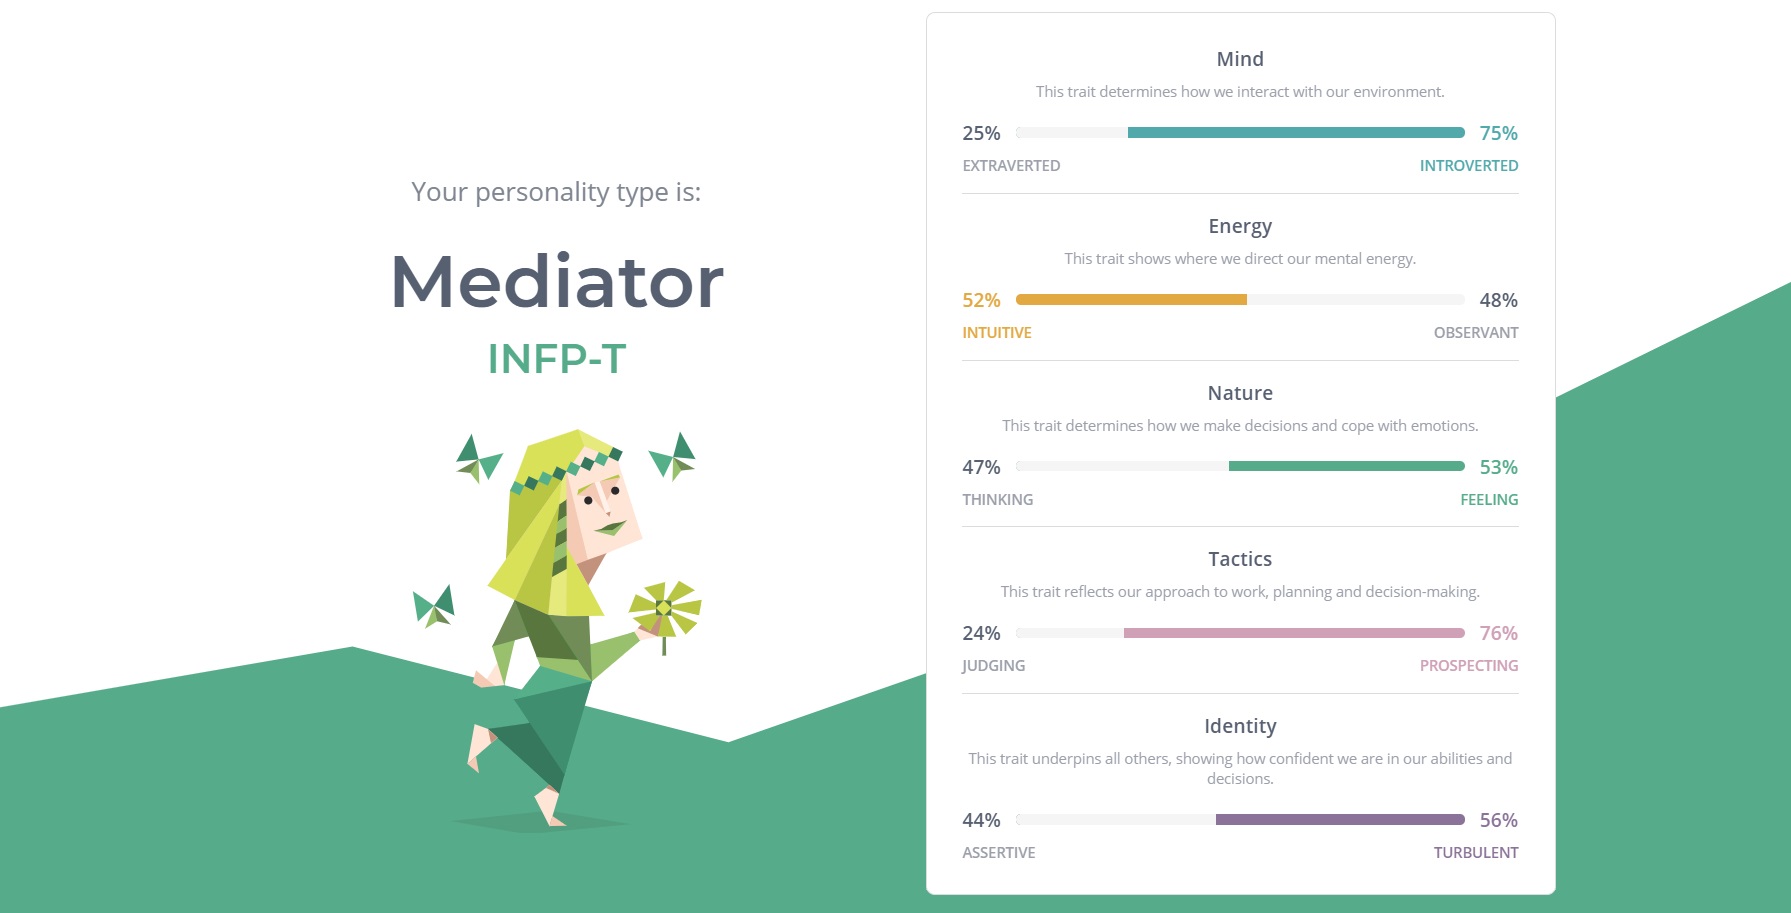 Your personality type is:
Mediator
INFP-T
Mind
This trait determines how we interact with our environment.
25% 75%
EXTRAVERTED INTROVERTED
Energy
This trait shows where we direct our mental energy.
52% 48%
INTUITIVE OBSERVANT
Nature
This trait determines how we make decisions and cope with emotions.
47% 53%
THINKING FEELING
Tactics
This trait reflects our approach to work, planning and decision-making.
24% 76%
JUDGING PROSPECTING
Identity
This trait underpins all others, showing how confident we are in our abilities and
decisions.
44% 56%
ASSERTIVE TURBULENT